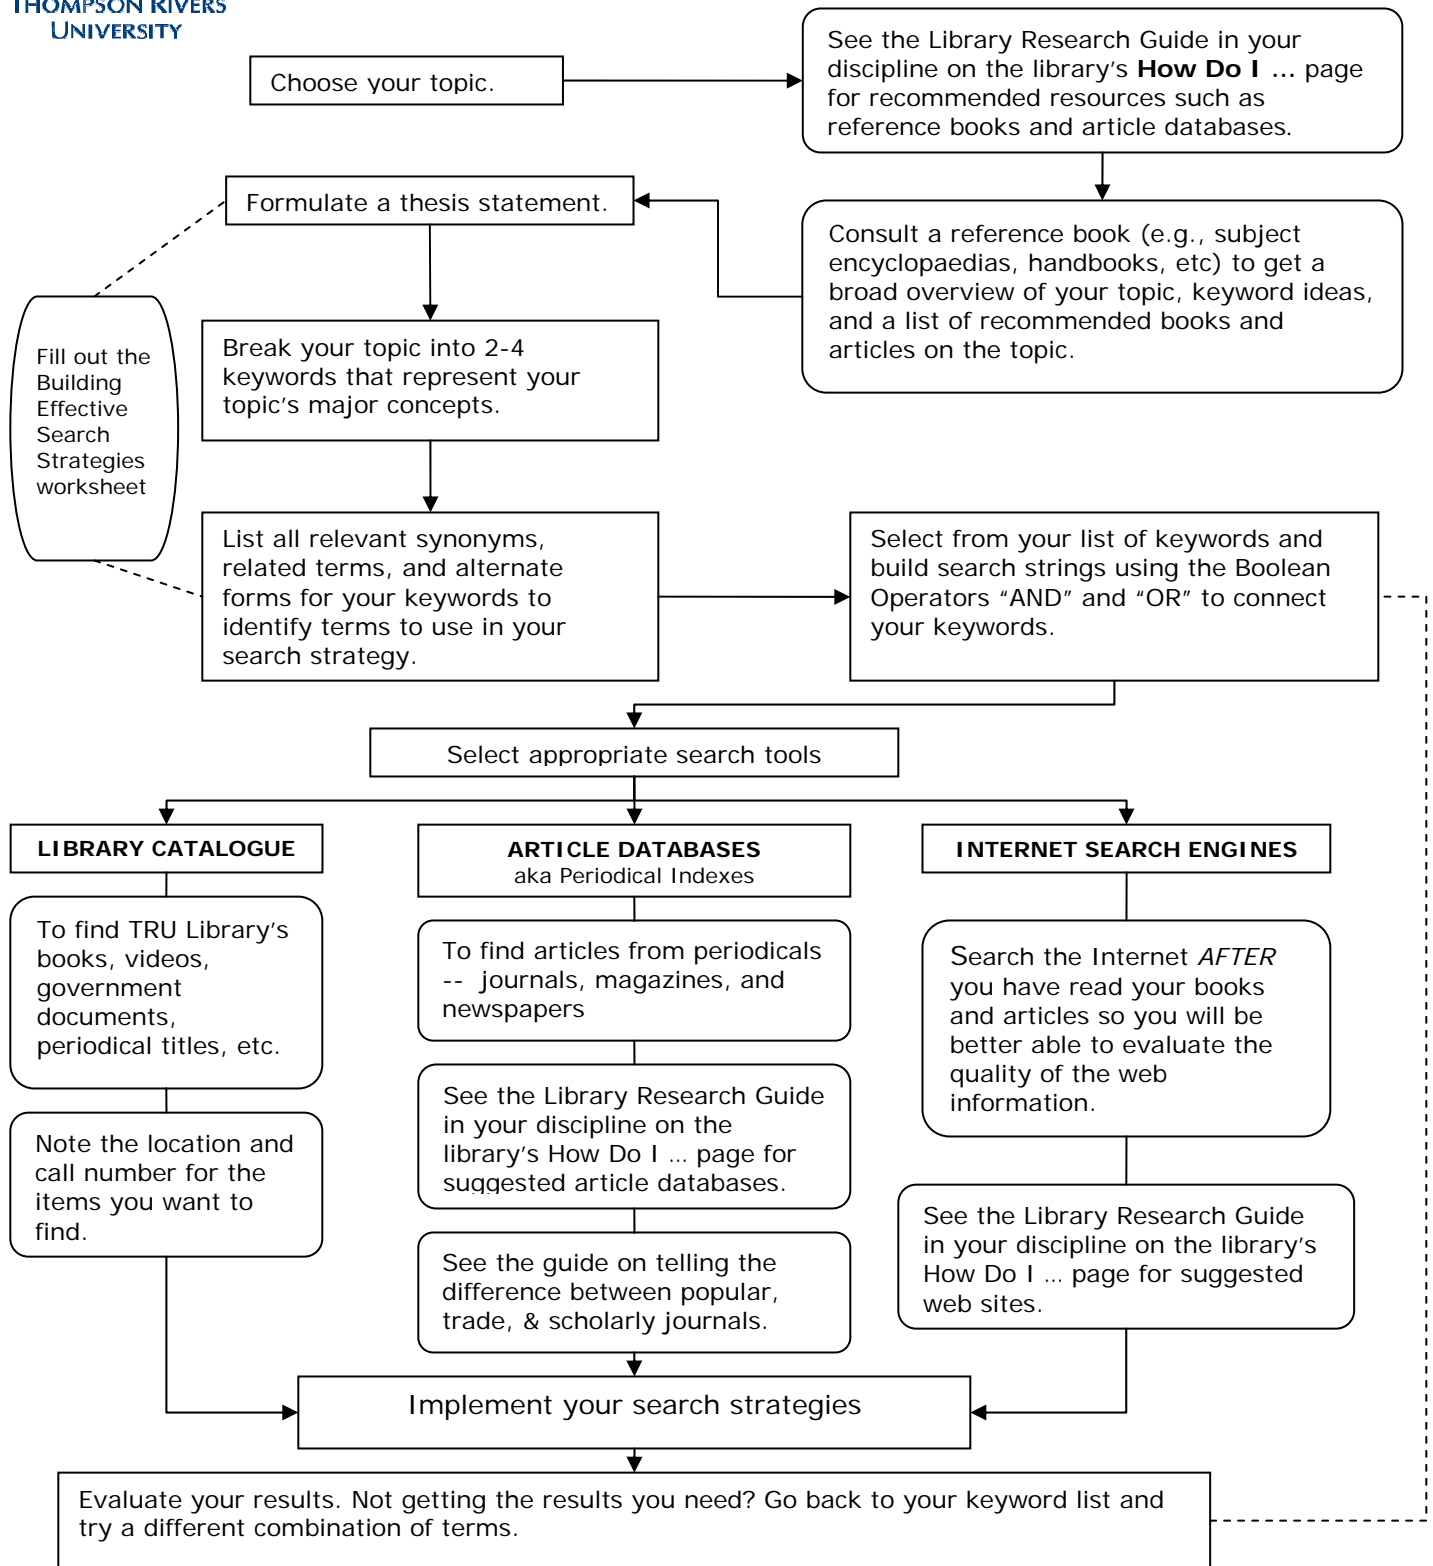 THOMPSON RIVERS
UNIVERSITY
Choose your topic.
See the Library Research Guide in your
discipline on the library's How Do I ... page
for recommended resources such as
reference books and article databases.
Formulate a thesis statement.
Consult a reference book (e.g., subject
encyclopaedias, handbooks, etc) to get a
broad overview of your topic, keyword ideas,
and a list of recommended books and
articles on the topic.
Fill out the
Building
Effective
Search
Strategies
worksheet
Break your topic into 2-4
keywords that represent your
topic's major concepts.
List all relevant synonyms,
related terms, and alternate
forms for your keywords to
identify terms to use in your
search strategy.
Select from your list of keywords and
build search strings using the Boolean
Operators “AND” and “OR” to connect
your keywords.
Select appropriate search tools
LIBRARY CATALOGUE
To find TRU Library's
books, videos,
government
documents,
periodical titles, etc.
Note the location and
call number for the
items you want to
find.
ARTICLE DATABASES
aka Periodical Indexes
To find articles from periodicals
-- journals, magazines, and
newspapers
See the Library Research Guide
in your discipline on the
library's How Do I ... page for
suggested article databases.
See the guide on telling the
difference between popular,
trade, & scholarly journals.
INTERNET SEARCH ENGINES
Search the Internet AFTER
you have read your books
and articles so you will be
better able to evaluate the
quality of the web
information.
See the Library Research Guide
in your discipline on the library's
How Do I ... page for suggested
web sites.
Implement your search strategies
Evaluate your results. Not getting the results you need? Go back to your keyword list and
try a different combination of terms.